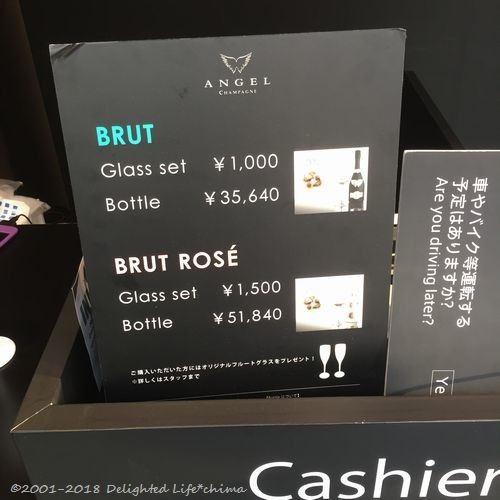 ANGEL
CHAMPAGNE
BRUT
Glass set ￥1,000
Bottle ￥35,640
BRUT ROSÉ
Glass set ￥1,500
Bottle ￥51,840
ご購入いただいた方にはオリジナルフルートグラスをプレゼント！
※詳しくはスタッフまで
車やバイク等運転する
予定はありますか?
Are you driving later?
Ye
Cashier
©2001-2018 Delighted Life*chima